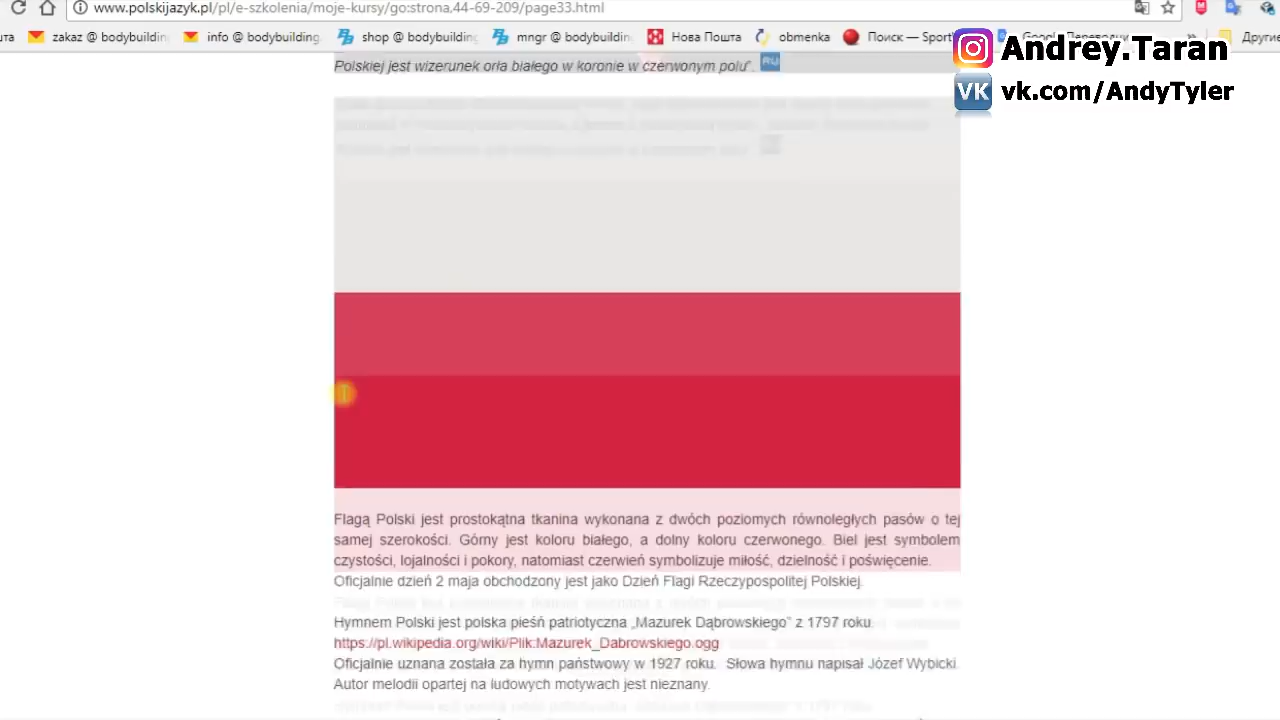 www.polskijazyk.pl/pl/e-szkolenia/moje-kursy/go:strona,44-69-209/page33.html
zakaz @ bodybuildin
info @ bodybuilding.
shop @ bodybuilding
mngr @ bodybuildin
Нова Пошта
obmenka
Поиск — Sport
Google Переводчи
Другие
Andrey.Taran
VK vk.com/AndyTyler
Polskiej jest wizerunek orła białego w koronie w czerwonym polu". RU
Flagą Polski jest prostokątna tkanina wykonana z dwóch poziomych równoległych pasów o tej
samej szerokości. Górny jest koloru białego, a dolny koloru czerwonego. Biel jest symbolem
czystości, lojalności i pokory, natomiast czerwień symbolizuje miłość, dzielność i poświęcenie.
Oficjalnie dzień 2 maja obchodzony jest jako Dzień Flagi Rzeczypospolitej Polskiej.
Hymnem Polski jest polska pieśń patriotyczna „Mazurek Dąbrowskiego" z 1797 roku.
https://pl.wikipedia.org/wiki/Plik:Mazurek_Dabrowskiego.ogg
Oficjalnie uznana została za hymn państwowy w 1927 roku. Słowa hymnu napisał Józef Wybicki.
Autor melodii opartej na ludowych motywach jest nieznany.